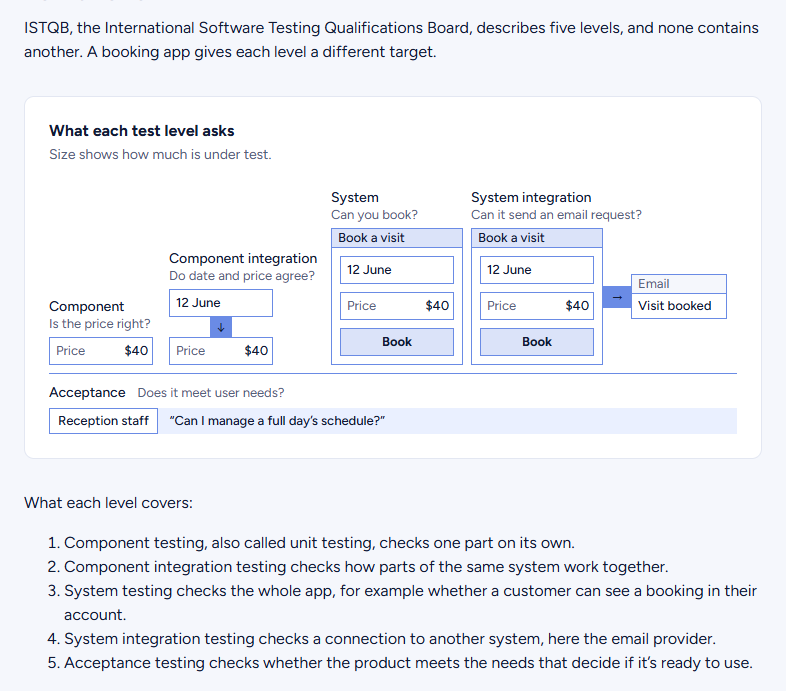 ISTQB, the International Software Testing Qualifications Board, describes five levels, and none contains
another. A booking app gives each level a different target.
What each test level asks
Size shows how much is under test.
Component
Is the price right?
Price $40
Component integration
Do date and price agree?
12 June
↓
Price $40
System
Can you book?
Book a visit
12 June
Price $40
Book
System integration
Can it send an email request?
Book a visit
12 June
Price $40
Book
→
Email
Visit booked
Acceptance Does it meet user needs?
Reception staff “Can I manage a full day’s schedule?”
What each level covers:
1. Component testing, also called unit testing, checks one part on its own.
2. Component integration testing checks how parts of the same system work together.
3. System testing checks the whole app, for example whether a customer can see a booking in their
account.
4. System integration testing checks a connection to another system, here the email provider.
5. Acceptance testing checks whether the product meets the needs that decide if it’s ready to use.